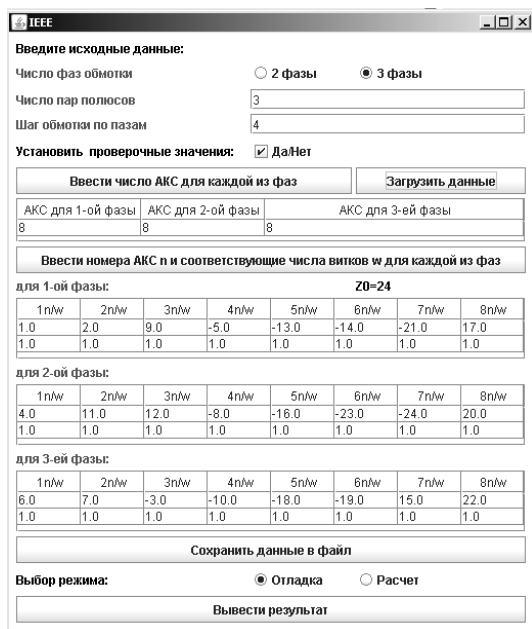 IEEE
Введите исходные данные:
Число фаз обмотки 2 фазы 3 фазы
Число пар полюсов 3
Шаг обмотки по пазам 4
Установить проверочные значения: Да/Нет
Ввести число АКС для каждой из фаз Загрузить данные
АКС для 1-ой фазы АКС для 2-ой фазы АКС для 3-ей фазы
8 8 8
Ввести номера АКС n и соответствующие числа витков w для каждой из фаз
для 1-ой фазы: Z0=24
1n/w 2n/w 3n/w 4n/w 5n/w 6n/w 7n/w 8n/w
1.0 2.0 9.0 -5.0 -13.0 -14.0 -21.0 17.0
1.0 1.0 1.0 1.0 1.0 1.0 1.0 1.0
для 2-ой фазы:
1n/w 2n/w 3n/w 4n/w 5n/w 6n/w 7n/w 8n/w
4.0 11.0 12.0 -8.0 -16.0 -23.0 -24.0 20.0
1.0 1.0 1.0 1.0 1.0 1.0 1.0 1.0
для 3-ей фазы:
1n/w 2n/w 3n/w 4n/w 5n/w 6n/w 7n/w 8n/w
6.0 7.0 -3.0 -10.0 -18.0 -19.0 15.0 22.0
1.0 1.0 1.0 1.0 1.0 1.0 1.0 1.0
Сохранить данные в файл
Выбор режима: Отладка Расчет
Вывести результат